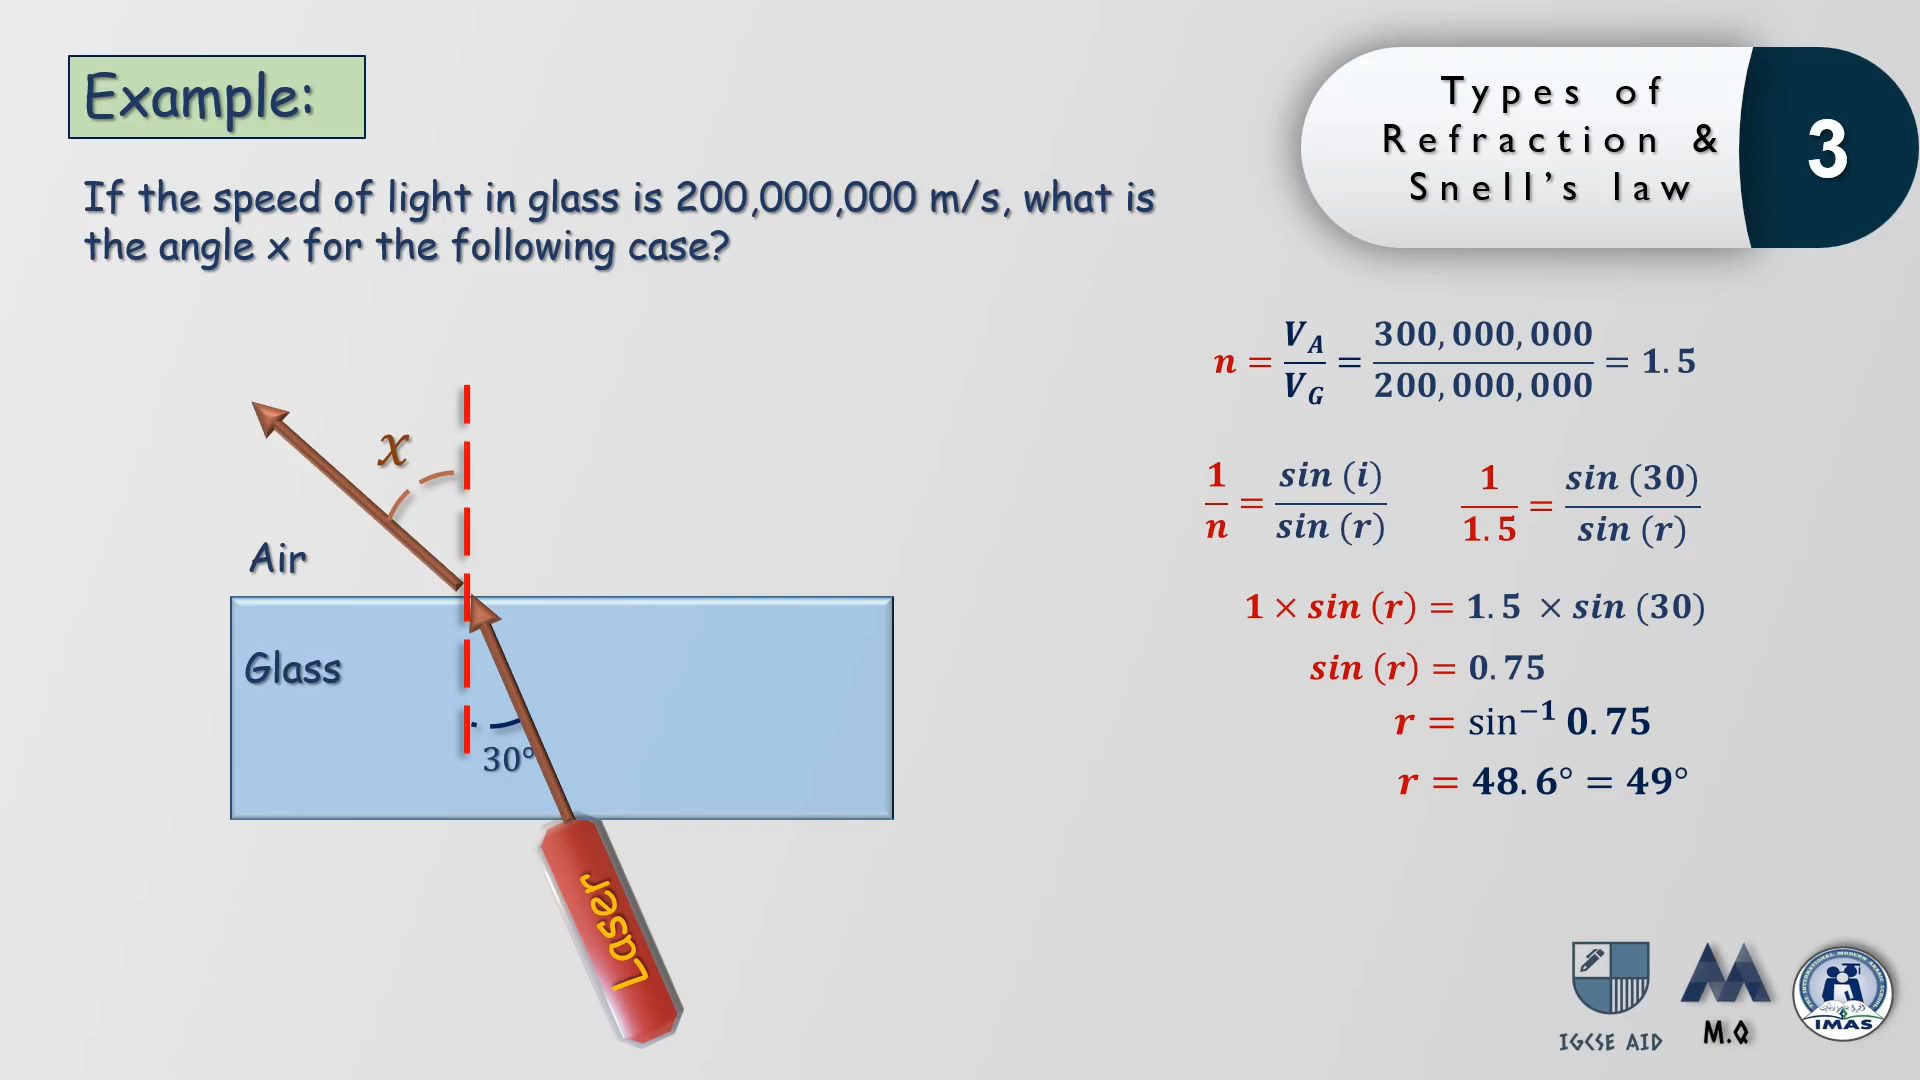 Example:
Types of
Refraction &
Snell's law
3
If the speed of light in glass is 200,000,000 m/s, what is
the angle x for the following case?
n = V_A / V_G = 300,000,000 / 200,000,000 = 1.5
1/n = sin (i) / sin (r)
1/1.5 = sin (30) / sin (r)
1 × sin (r) = 1.5 × sin (30)
sin (r) = 0.75
r = sin⁻¹ 0.75
r = 48.6° = 49°
x
Air
Glass
30°
Laser
IGCSE AID
M.Q
IMAS